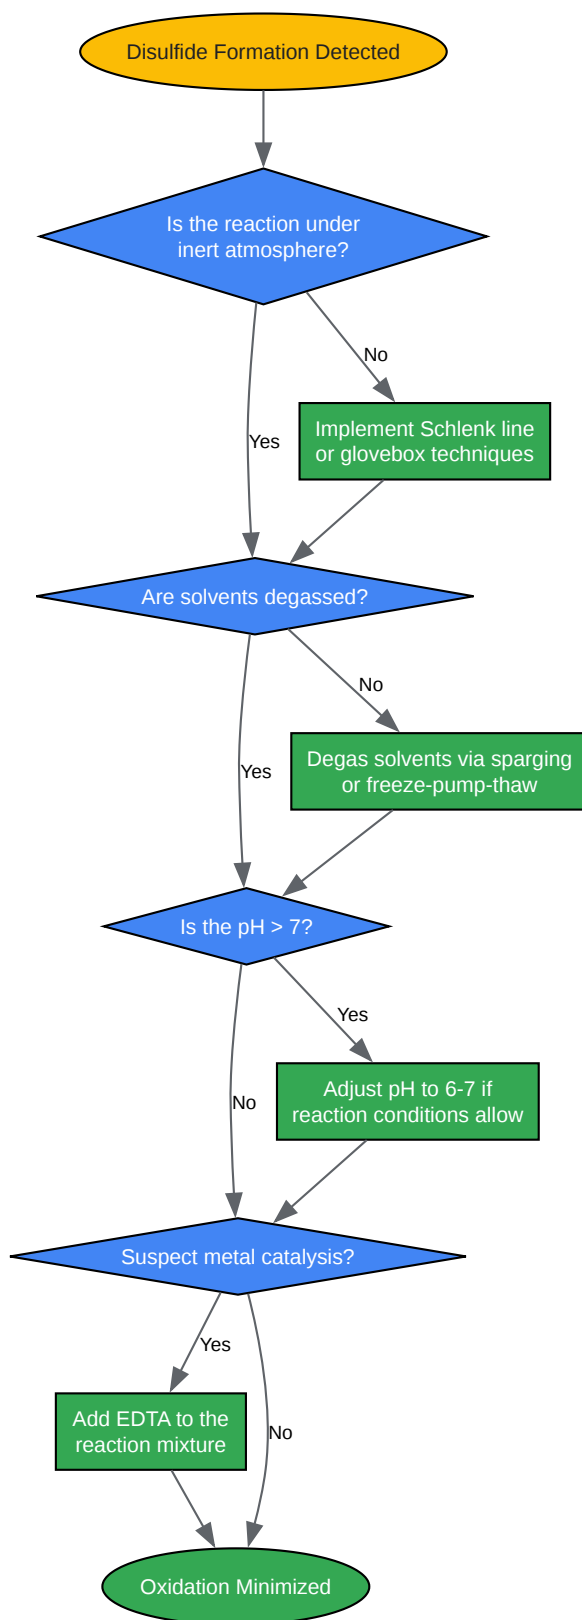 Disulfide Formation Detected
Is the reaction under
inert atmosphere?
No
Implement Schlenk line
or glovebox techniques
Yes
Are solvents degassed?
No
Degas solvents via sparging
or freeze-pump-thaw
Yes
Is the pH > 7?
Yes
Adjust pH to 6-7 if
reaction conditions allow
No
Suspect metal catalysis?
Yes
Add EDTA to the
reaction mixture
No
Oxidation Minimized